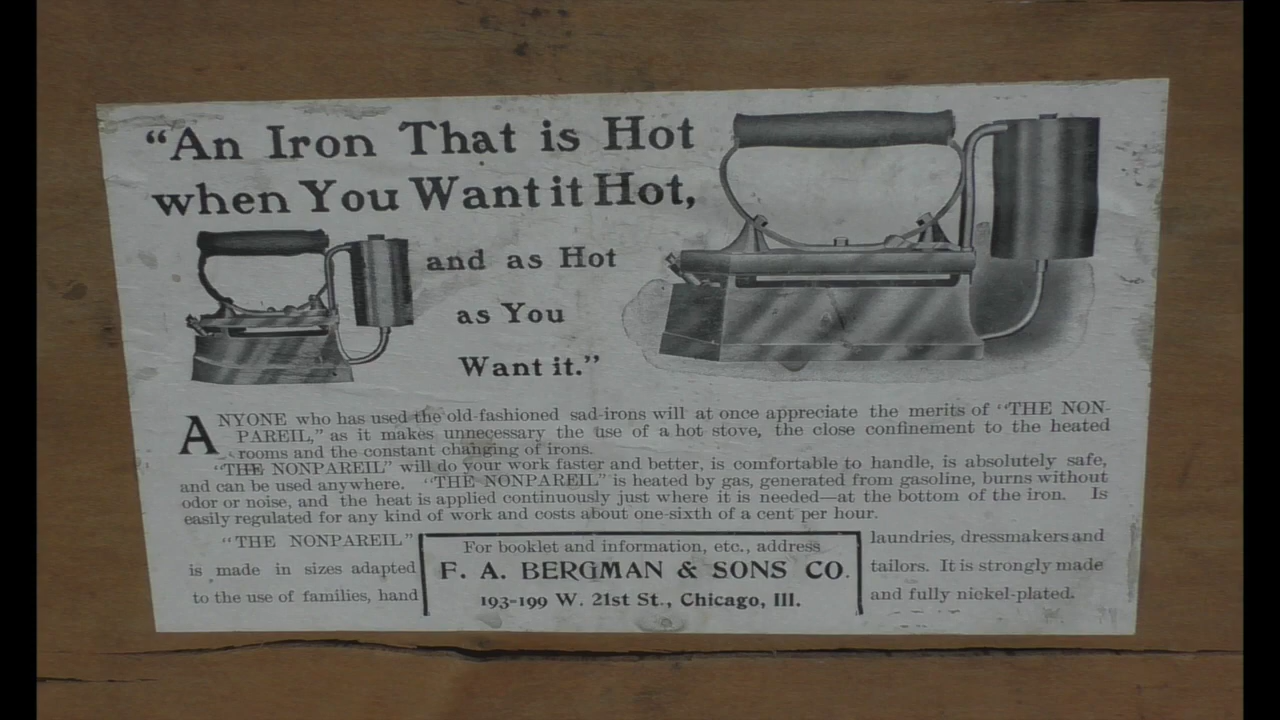 “An Iron That is Hot
when You Want it Hot,
and as Hot
as You
Want it.”
ANYONE who has used the old-fashioned sad-irons will at once appreciate the merits of “THE NON-
PAREIL,” as it makes unnecessary the use of a hot stove, the close confinement to the heated
rooms and the constant changing of irons.
“THE NONPAREIL” will do your work faster and better, is comfortable to handle, is absolutely safe,
and can be used anywhere. “THE NONPAREIL” is heated by gas, generated from gasoline, burns without
odor or noise, and the heat is applied continuously just where it is needed—at the bottom of the iron. Is
easily regulated for any kind of work and costs about one-sixth of a cent per hour.
“THE NONPAREIL”
is made in sizes adapted
to the use of families, hand
For booklet and information, etc., address
F. A. BERGMAN & SONS CO.
193-199 W. 21st St., Chicago, Ill.
laundries, dressmakers and
tailors. It is strongly made
and fully nickel-plated.